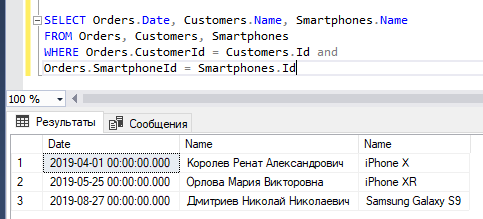 SELECT Orders.Date, Customers.Name, Smartphones.Name
FROM Orders, Customers, Smartphones
WHERE Orders.CustomerId = Customers.Id and
Orders.SmartphoneId = Smartphones.Id
100 %
Результаты Сообщения
Date Name Name
1 2019-04-01 00:00:00.000 Королев Ренат Александрович iPhone X
2 2019-05-25 00:00:00.000 Орлова Мария Викторовна iPhone XR
3 2019-08-27 00:00:00.000 Дмитриев Николай Николаевич Samsung Galaxy S9